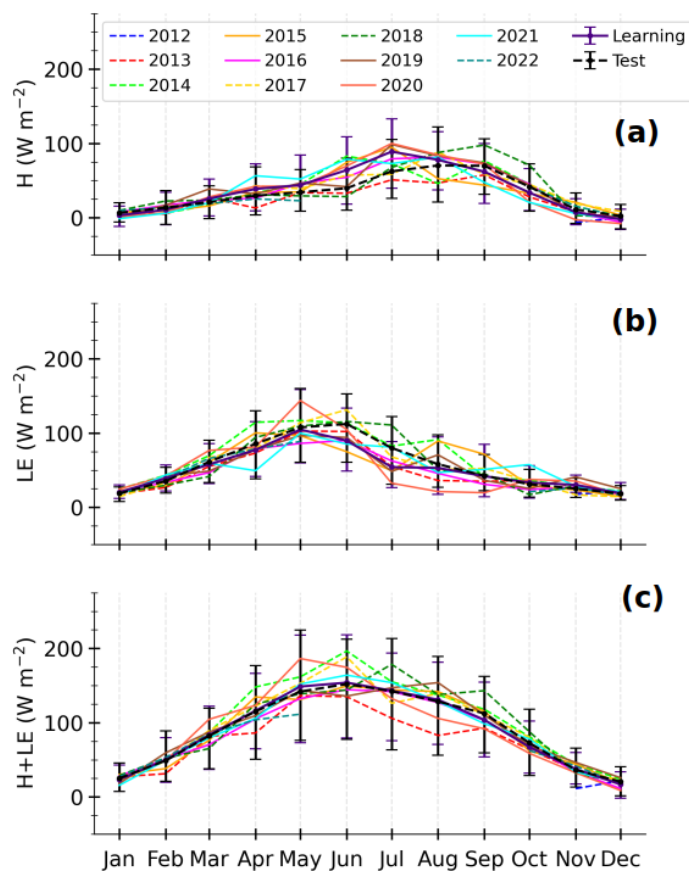 2012 2015 2018 2021 Learning
2013 2016 2019 2022 Test
2014 2017 2020
H (W m⁻²)
200
100
0
(a)
LE (W m⁻²)
200
100
0
(b)
H+LE (W m⁻²)
200
100
0
(c)
Jan Feb Mar Apr May Jun Jul Aug Sep Oct Nov Dec